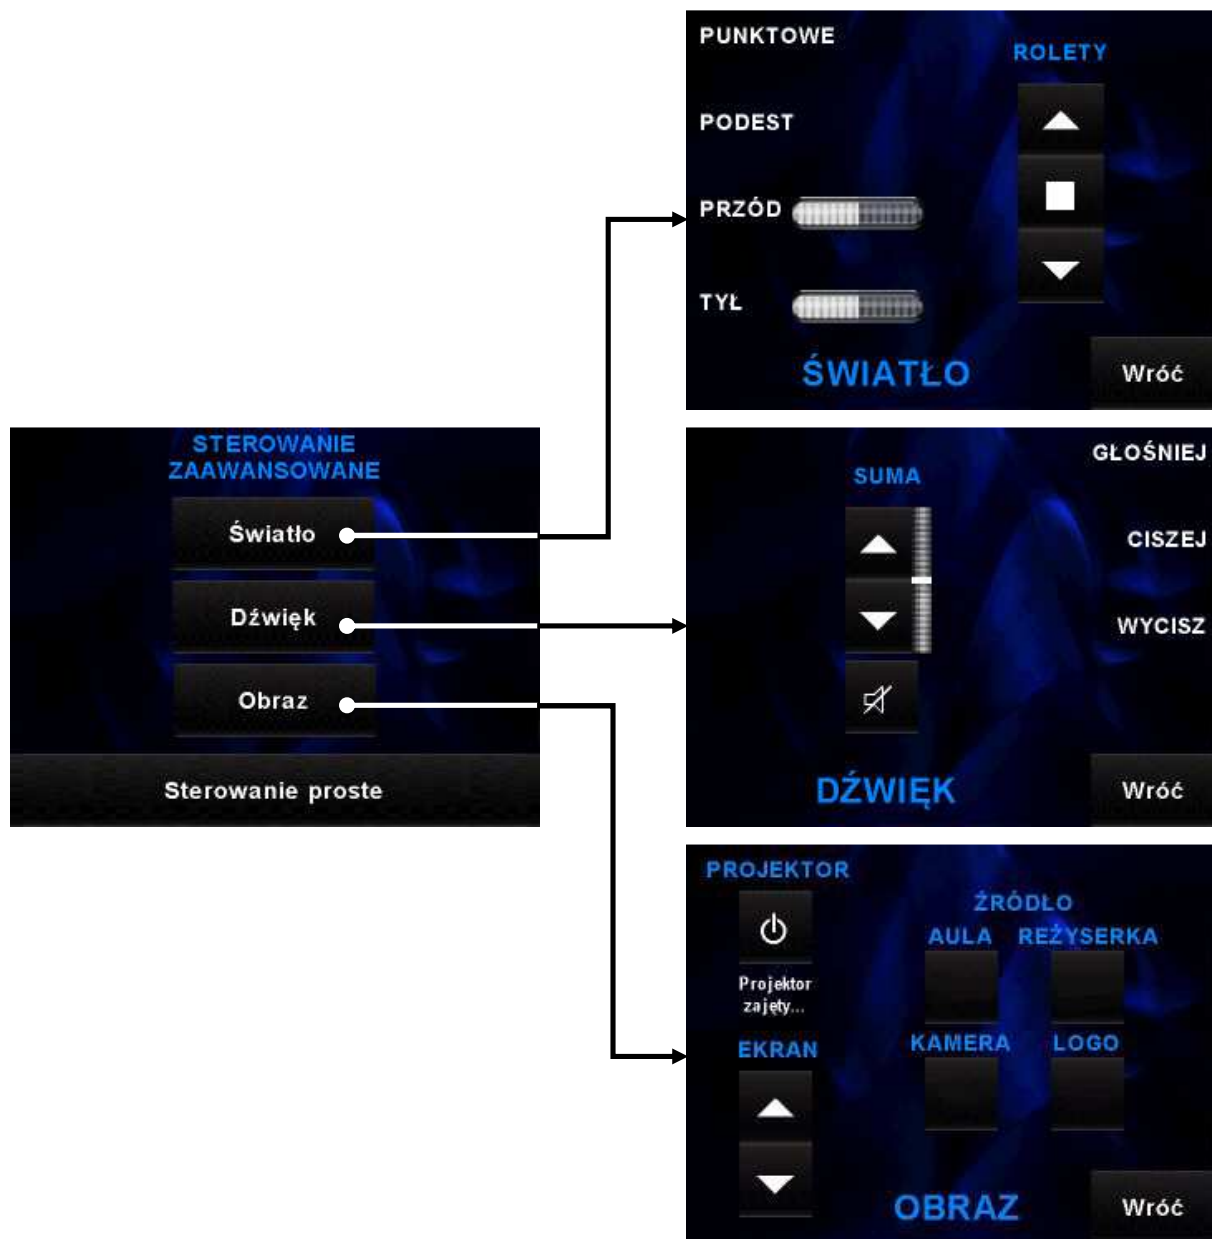 STEROWANIE
ZAAWANSOWANE
Światło
Dźwięk
Obraz
Sterowanie proste
PUNKTOWE
ROLETY
PODEST
PRZÓD
TYŁ
ŚWIATŁO
Wróć
GŁOŚNIEJ
SUMA
CISZEJ
WYCISZ
DŹWIĘK
Wróć
PROJEKTOR
ŹRÓDŁO
AULA REŻYSERKA
Projektor
zajęty...
EKRAN
KAMERA LOGO
OBRAZ
Wróć